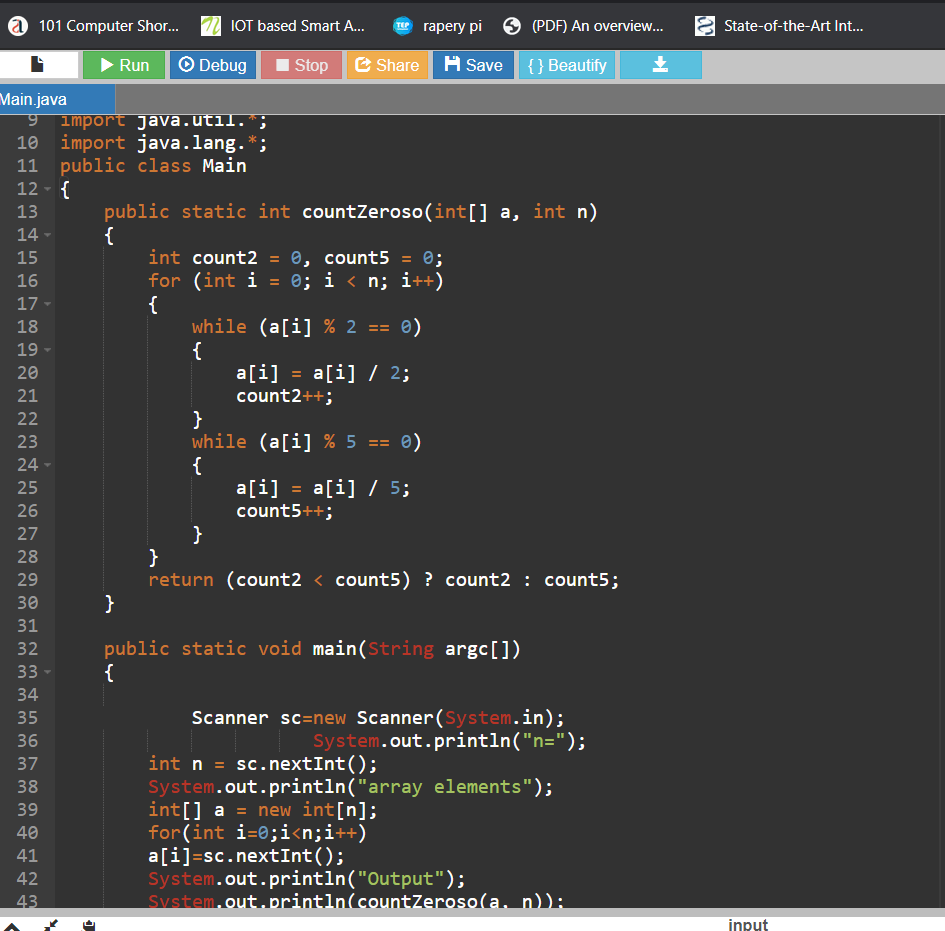 101 Computer Shor... IOT based Smart A... TEP rapery pi (PDF) An overview... State-of-the-Art Int...
Run Debug Stop Share Save { } Beautify
Main.java
9 import java.util.*;
10 import java.lang.*;
11 public class Main
12 {
13 public static int countZeroso(int[] a, int n)
14 {
15 int count2 = 0, count5 = 0;
16 for (int i = 0; i < n; i++)
17 {
18 while (a[i] % 2 == 0)
19 {
20 a[i] = a[i] / 2;
21 count2++;
22 }
23 while (a[i] % 5 == 0)
24 {
25 a[i] = a[i] / 5;
26 count5++;
27 }
28 }
29 return (count2 < count5) ? count2 : count5;
30 }
31
32 public static void main(String argc[])
33 {
34
35 Scanner sc=new Scanner(System.in);
36 System.out.println("n=");
37 int n = sc.nextInt();
38 System.out.println("array elements");
39 int[] a = new int[n];
40 for(int i=0;i<n;i++)
41 a[i]=sc.nextInt();
42 System.out.println("Output");
43 System.out.println(countZeroso(a, n));
input